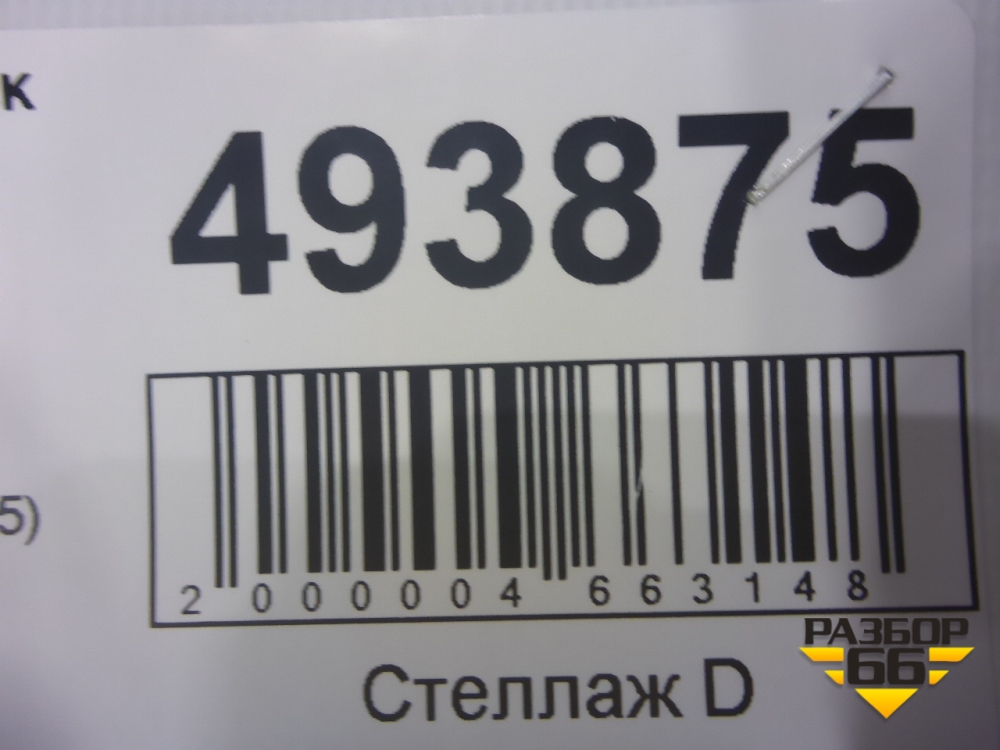 К
493875
5)
2 000004 663148
Стеллаж D
РАЗБОР
66